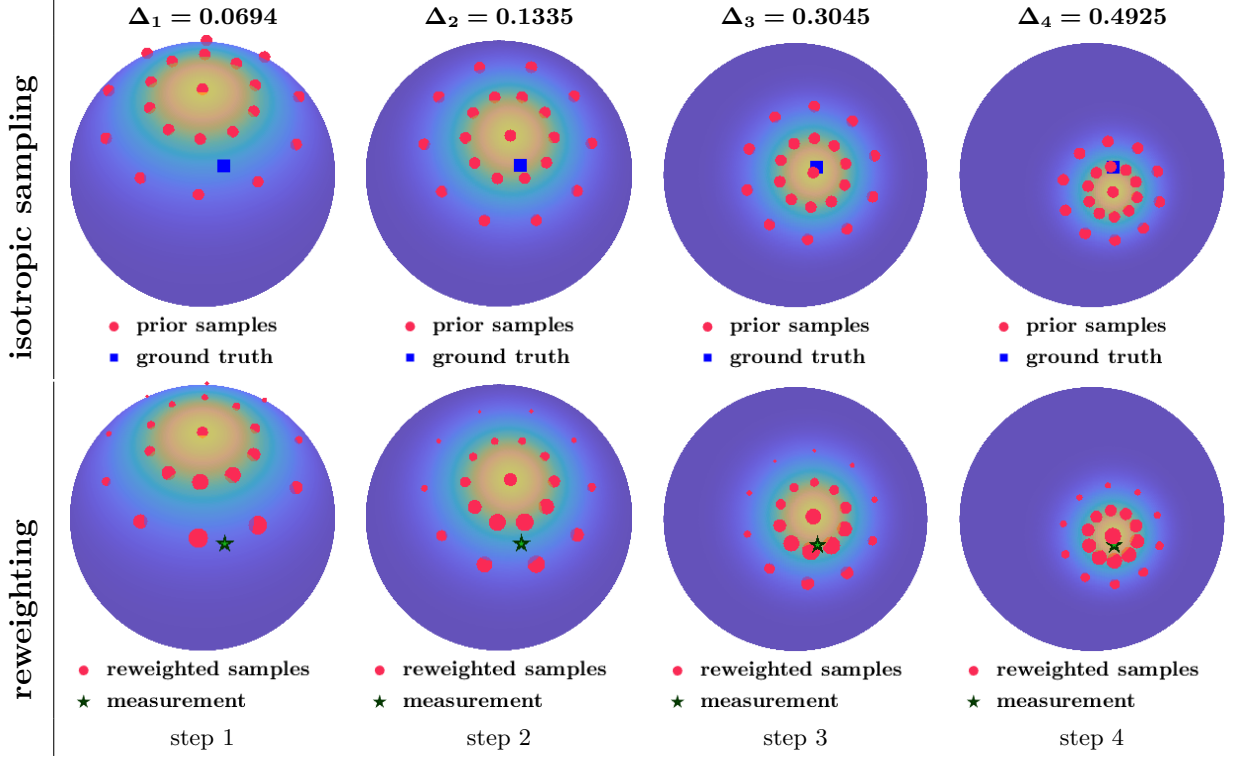 Δ₁ = 0.0694
Δ₂ = 0.1335
Δ₃ = 0.3045
Δ₄ = 0.4925
isotropic sampling
prior samples
ground truth
prior samples
ground truth
prior samples
ground truth
prior samples
ground truth
reweighting
reweighted samples
measurement
reweighted samples
measurement
reweighted samples
measurement
reweighted samples
measurement
step 1
step 2
step 3
step 4